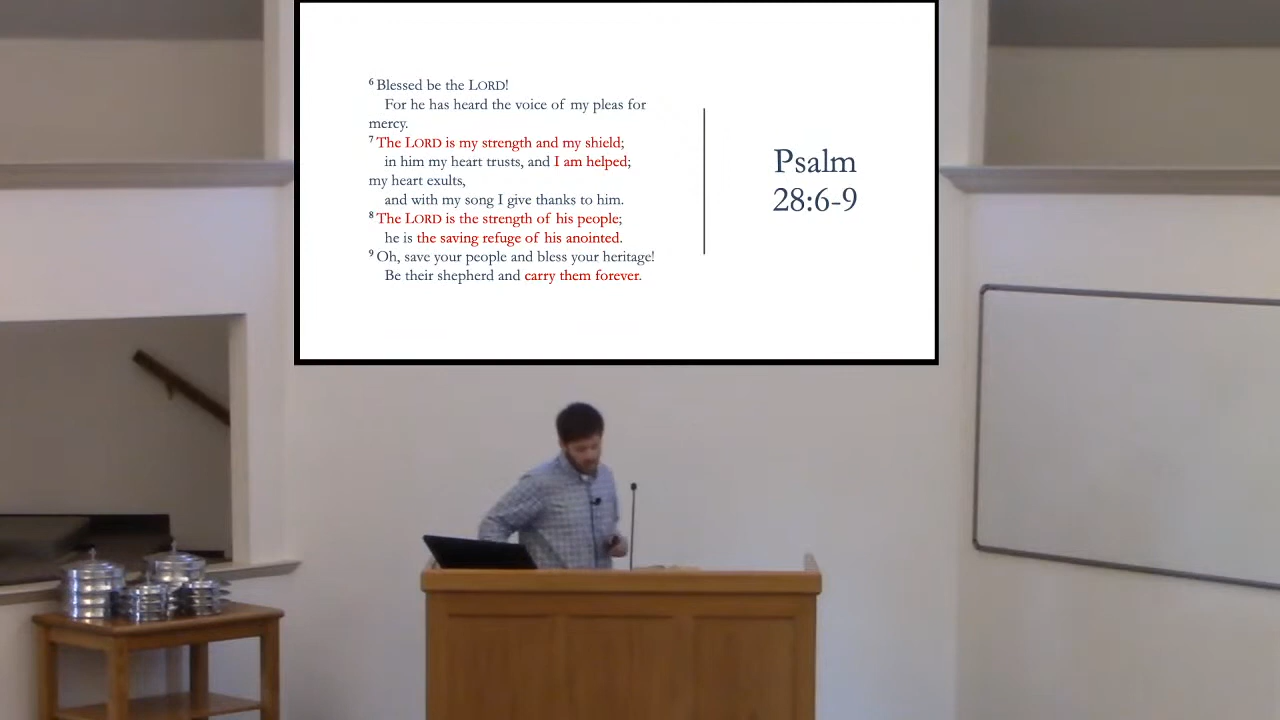 6 Blessed be the LORD!
For he has heard the voice of my pleas for
mercy.
7 The LORD is my strength and my shield;
in him my heart trusts, and I am helped;
my heart exults,
and with my song I give thanks to him.
8 The LORD is the strength of his people;
he is the saving refuge of his anointed.
9 Oh, save your people and bless your heritage!
Be their shepherd and carry them forever.
Psalm
28:6-9